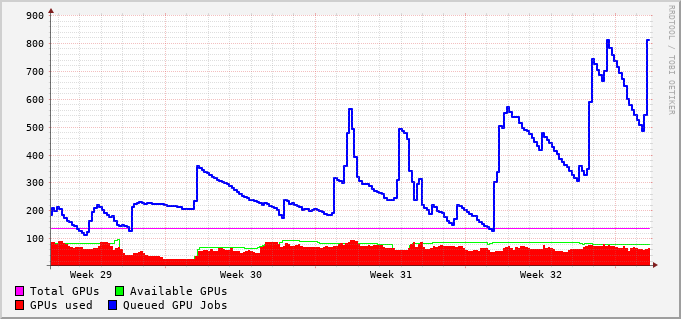 900
800
700
600
500
400
300
200
100
Week 29 Week 30 Week 31 Week 32
Total GPUs Available GPUs
GPUs used Queued GPU Jobs
RRDTOOL / TOBI OETIKER